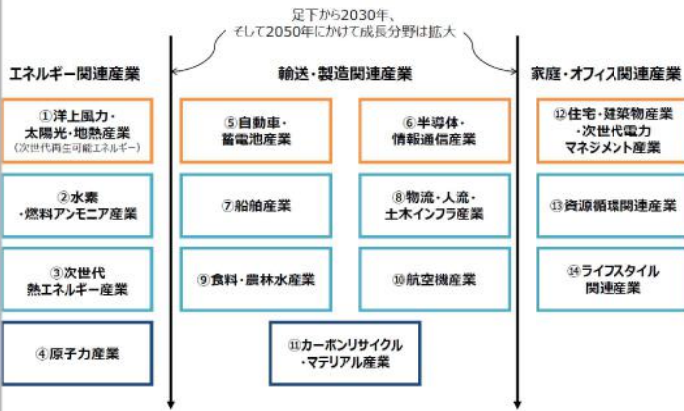 足下から2030年、
そして2050年にかけて成長分野は拡大
エネルギー関連産業
輸送・製造関連産業
家庭・オフィス関連産業
①洋上風力・
太陽光・地熱産業
(次世代再生可能エネルギー)
②水素
・燃料アンモニア産業
③次世代
熱エネルギー産業
④原子力産業
⑤自動車・
蓄電池産業
⑥半導体・
情報通信産業
⑦船舶産業
⑧物流・人流・
土木インフラ産業
⑨食料・農林水産業
⑩航空機産業
⑪カーボンリサイクル
・マテリアル産業
⑫住宅・建築物産業
・次世代電力
マネジメント産業
⑬資源循環関連産業
⑭ライフスタイル
関連産業